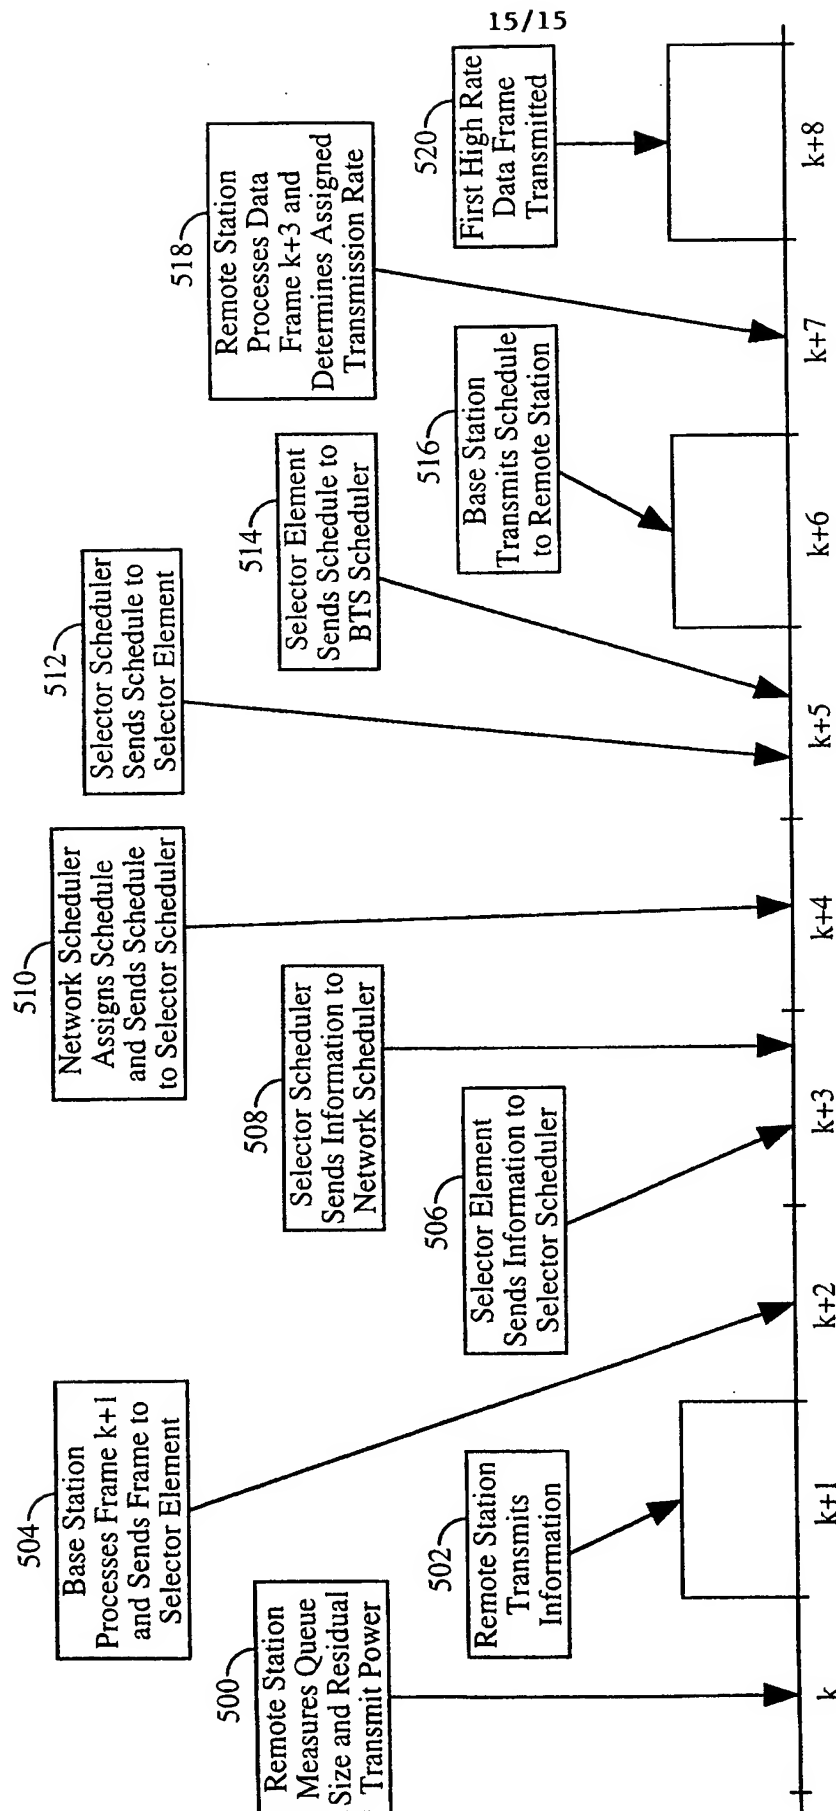 15/15
500
Remote Station
Measures Queue
Size and Residual
Transmit Power
502
Remote Station
Transmits
Information
504
Base Station
Processes Frame k+1
and Sends Frame to
Selector Element
506
Selector Element
Sends Information to
Selector Scheduler
508
Selector Scheduler
Sends Information to
Network Scheduler
510
Network Scheduler
Assigns Schedule
and Sends Schedule
to Selector Scheduler
512
Selector Scheduler
Sends Schedule to
Selector Element
514
Selector Element
Sends Schedule to
BTS Scheduler
516
Base Station
Transmits Schedule
to Remote Station
518
Remote Station
Processes Data
Frame k+3 and
Determines Assigned
Transmission Rate
520
First High Rate
Data Frame
Transmitted
k
k+1
k+2
k+3
k+4
k+5
k+6
k+7
k+8